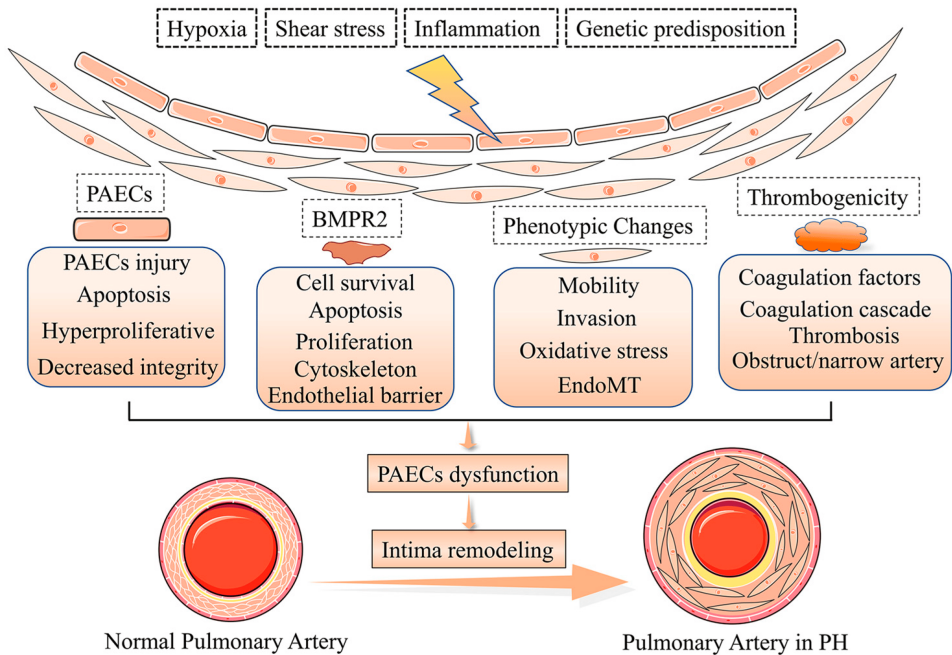 Hypoxia
Shear stress
Inflammation
Genetic predisposition
PAECs
PAECs injury
Apoptosis
Hyperproliferative
Decreased integrity
BMPR2
Cell survival
Apoptosis
Proliferation
Cytoskeleton
Endothelial barrier
Phenotypic Changes
Mobility
Invasion
Oxidative stress
EndoMT
Thrombogenicity
Coagulation factors
Coagulation cascade
Thrombosis
Obstruct/narrow artery
PAECs dysfunction
Intima remodeling
Normal Pulmonary Artery
Pulmonary Artery in PH